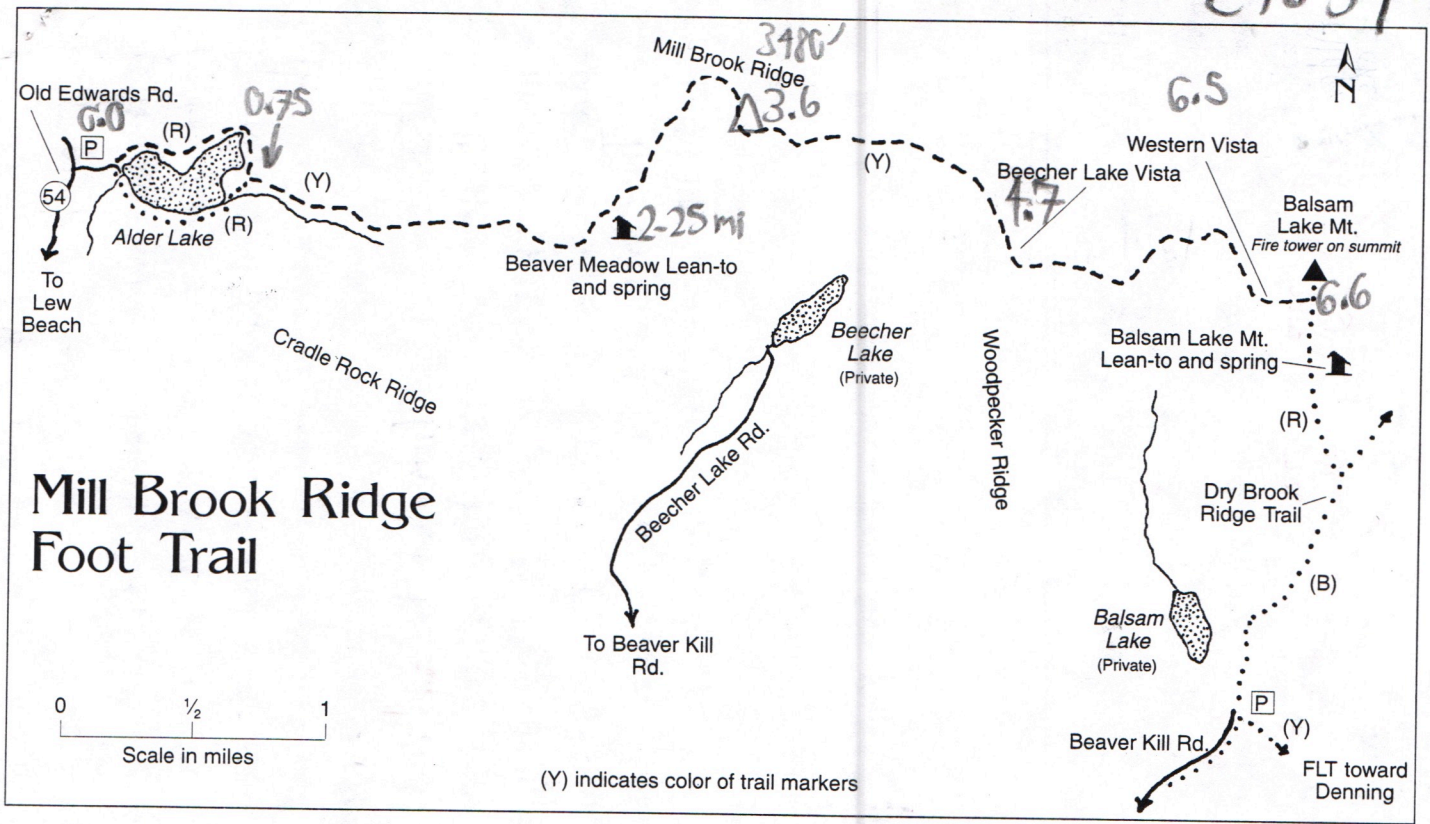 3480'
Mill Brook Ridge
N
Old Edwards Rd.
0.0
0.75
(R)
P
3.6
6.5
54
(Y)
(Y)
Western Vista
Beecher Lake Vista
4.7
Balsam
Lake Mt.
Fire tower on summit
(R)
Alder Lake
2-25 mi
To
Lew
Beach
Beaver Meadow Lean-to
and spring
6.6
Beecher
Lake
(Private)
Balsam Lake Mt.
Lean-to and spring
Cradle Rock Ridge
Woodpecker Ridge
(R)
Beecher Lake Rd.
Mill Brook Ridge
Foot Trail
Dry Brook
Ridge Trail
(B)
Balsam
Lake
(Private)
To Beaver Kill
Rd.
0 ½ 1
Scale in miles
P
(Y)
Beaver Kill Rd.
FLT toward
Denning
(Y) indicates color of trail markers